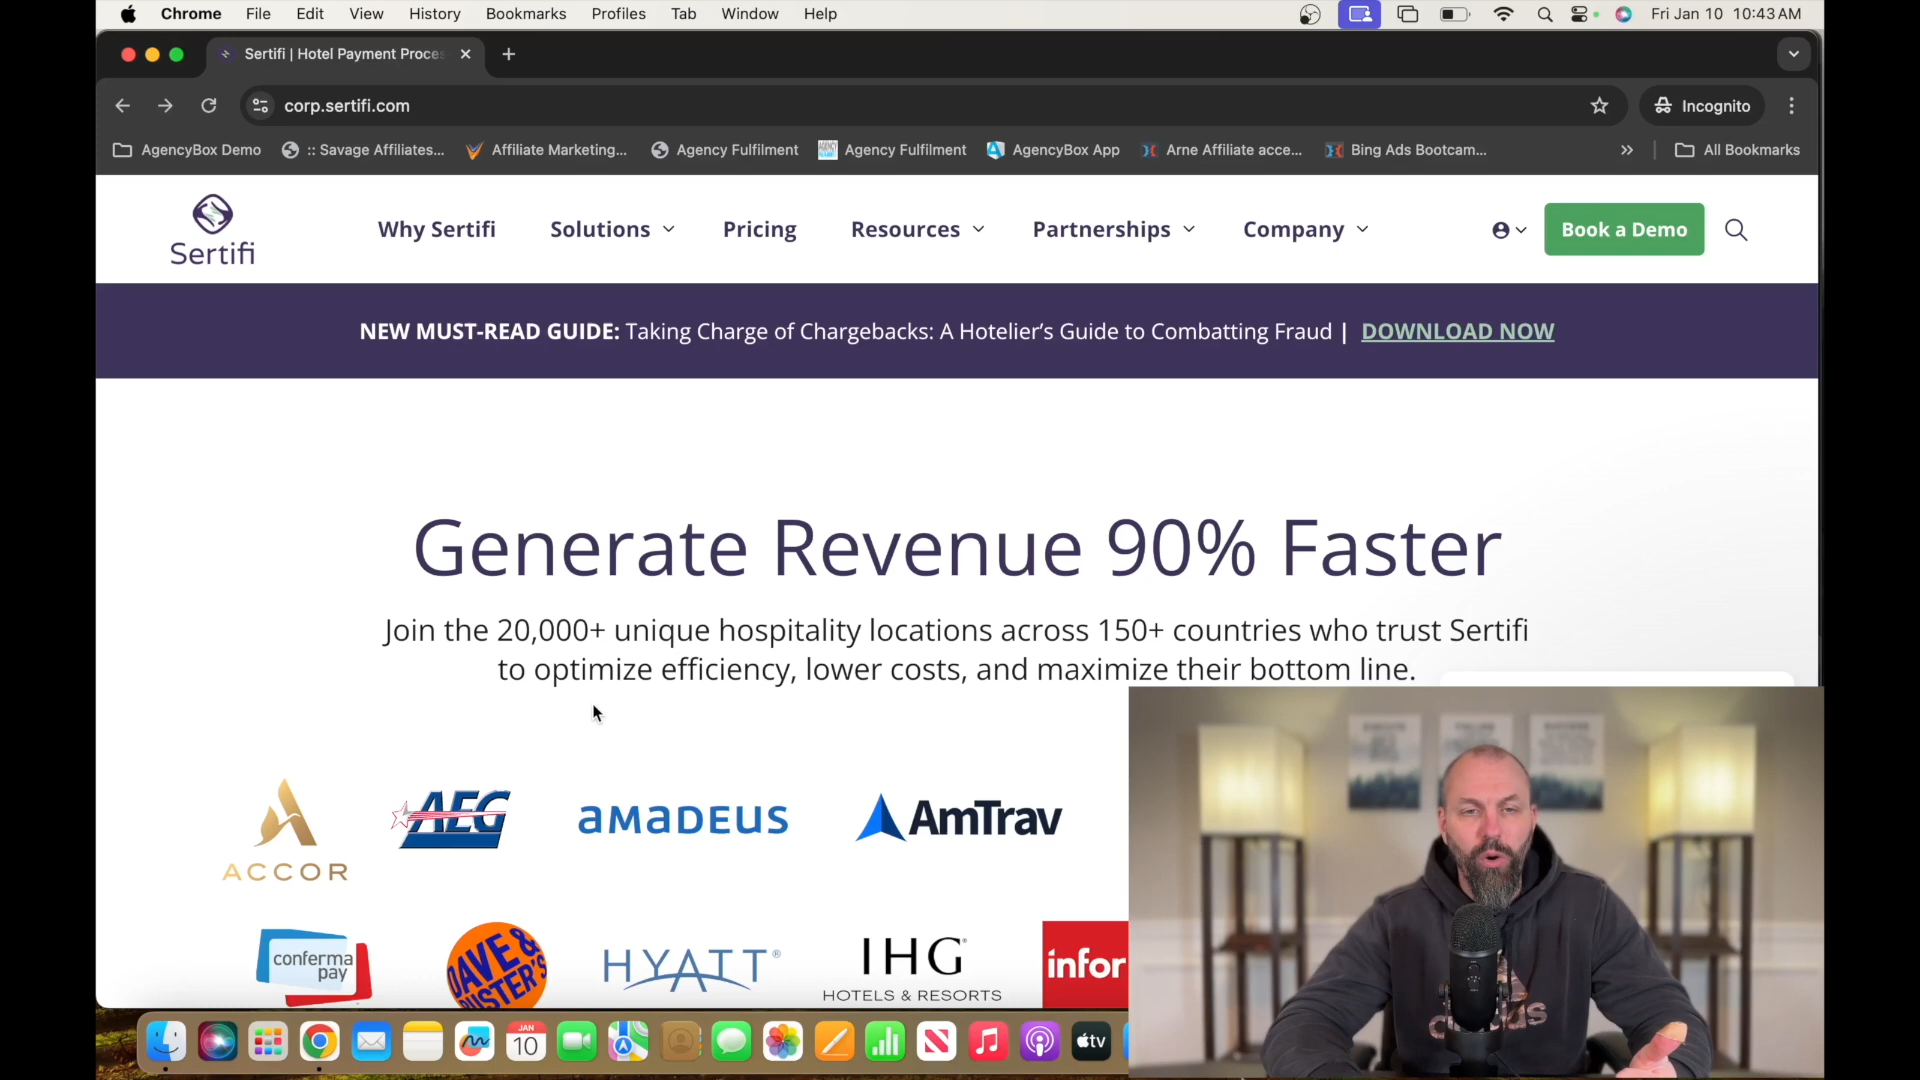 Chrome File Edit View History Bookmarks Profiles Tab Window Help Fri Jan 10 10:43 AM
Sertifi | Hotel Payment Proces
corp.sertifi.com Incognito
AgencyBox Demo :: Savage Affiliates... Affiliate Marketing... Agency Fulfilment Agency Fulfilment AgencyBox App Arne Affiliate acce... Bing Ads Bootcam... All Bookmarks
Sertifi
Why Sertifi Solutions Pricing Resources Partnerships Company Book a Demo
NEW MUST-READ GUIDE: Taking Charge of Chargebacks: A Hotelier's Guide to Combatting Fraud | DOWNLOAD NOW
Generate Revenue 90% Faster
Join the 20,000+ unique hospitality locations across 150+ countries who trust Sertifi
to optimize efficiency, lower costs, and maximize their bottom line.
ACCOR
AEG
amadeus
AmTrav
conferma
pay
DAVE &
BUSTER'S
HYATT®
IHG®
HOTELS & RESORTS
infor
JAN
10
tv